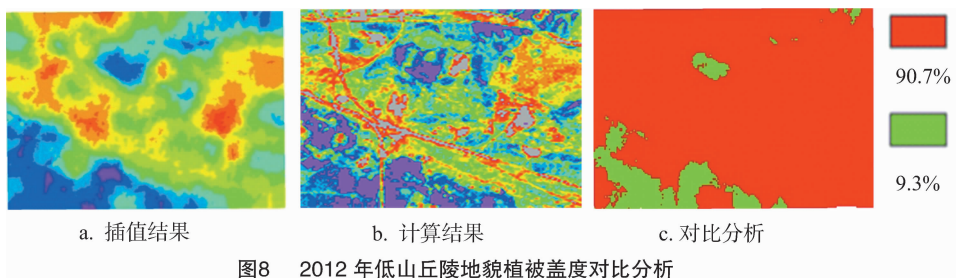 90.7%
9.3%
a. 插值结果
b. 计算结果
c. 对比分析
图8 2012 年低山丘陵地貌植被盖度对比分析